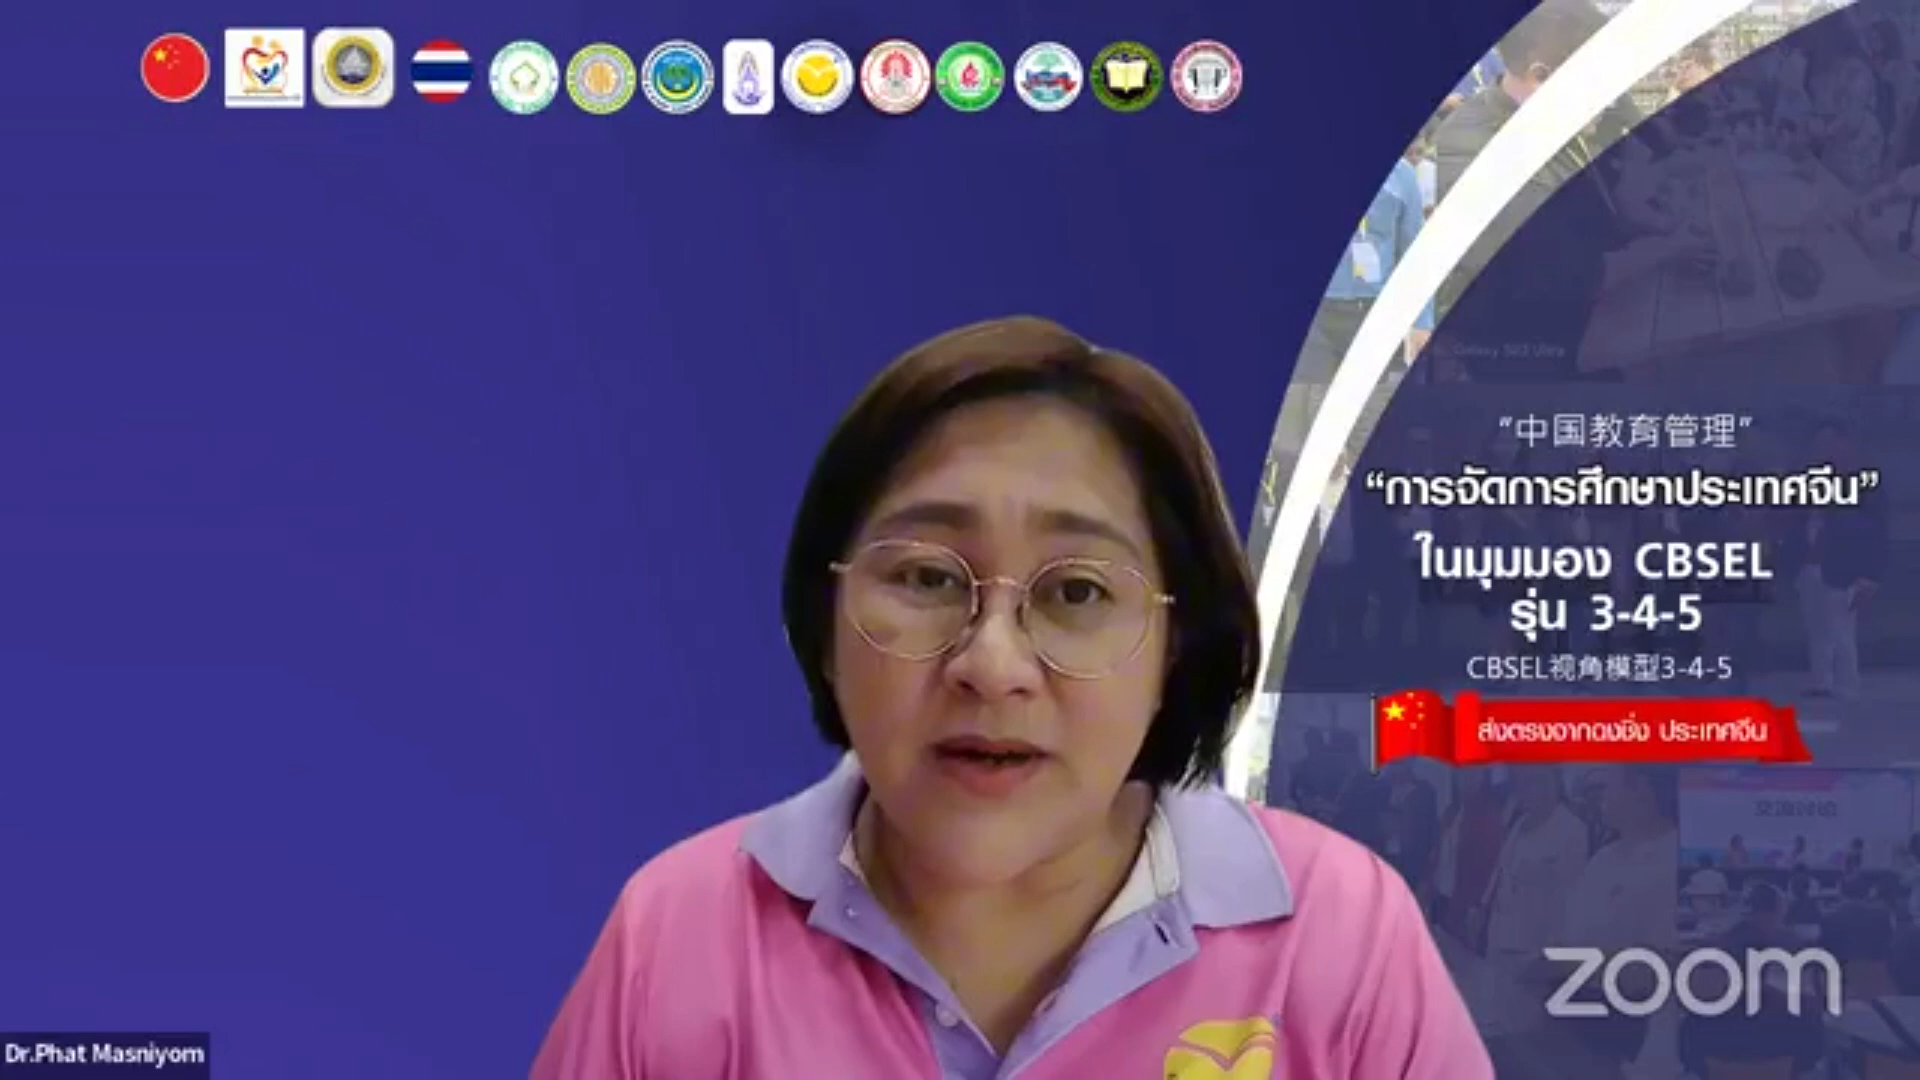 "中国教育管理"
“การจัดการศึกษาประเทศจีน”
ในมุมมอง CBSEL
รุ่น 3-4-5
CBSEL视角模型3-4-5
ส่งตรงจากฉงชิ่ง ประเทศจีน
zoom
Dr.Phat Masniyom